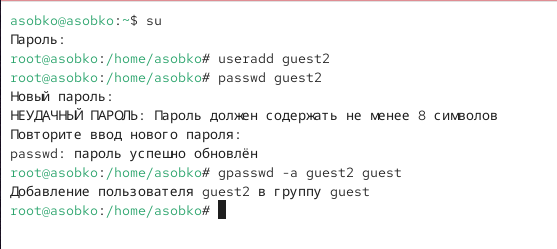 asobko@asobko:~$ su
Пароль:
root@asobko:/home/asobko# useradd guest2
root@asobko:/home/asobko# passwd guest2
Новый пароль:
НЕУДАЧНЫЙ ПАРОЛЬ: Пароль должен содержать не менее 8 символов
Повторите ввод нового пароля:
passwd: пароль успешно обновлён
root@asobko:/home/asobko# gpasswd -a guest2 guest
Добавление пользователя guest2 в группу guest
root@asobko:/home/asobko#